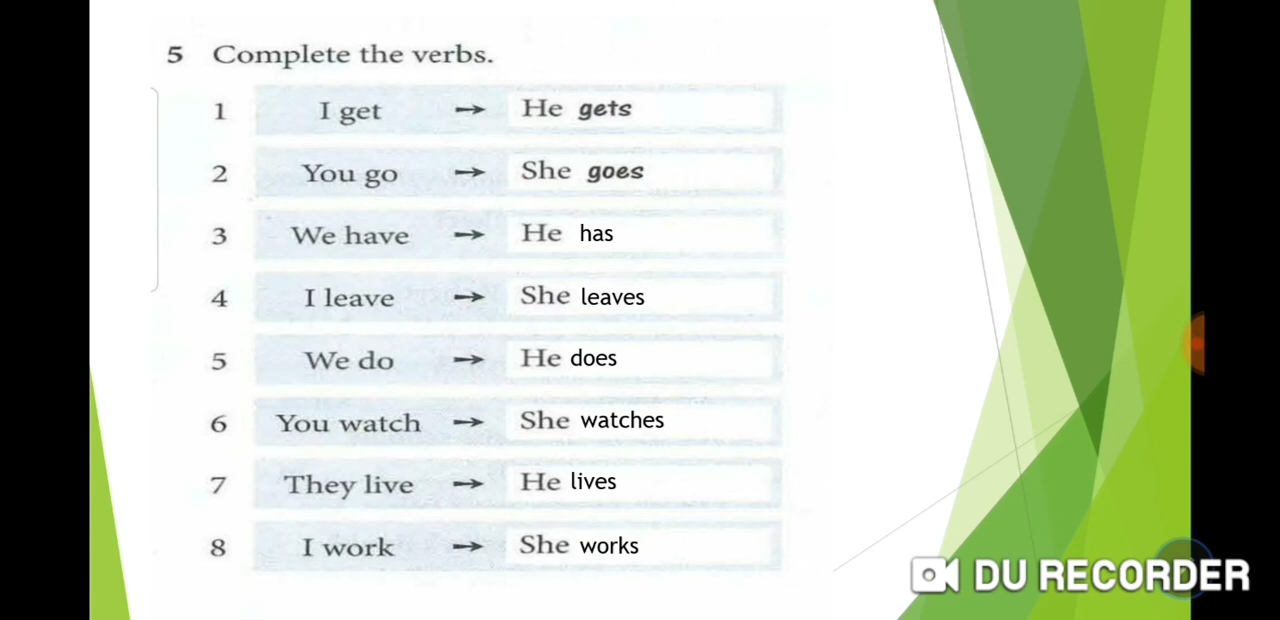 5 Complete the verbs.
1 I get → He gets
2 You go → She goes
3 We have → He has
4 I leave → She leaves
5 We do → He does
6 You watch → She watches
7 They live → He lives
8 I work → She works
DU RECORDER